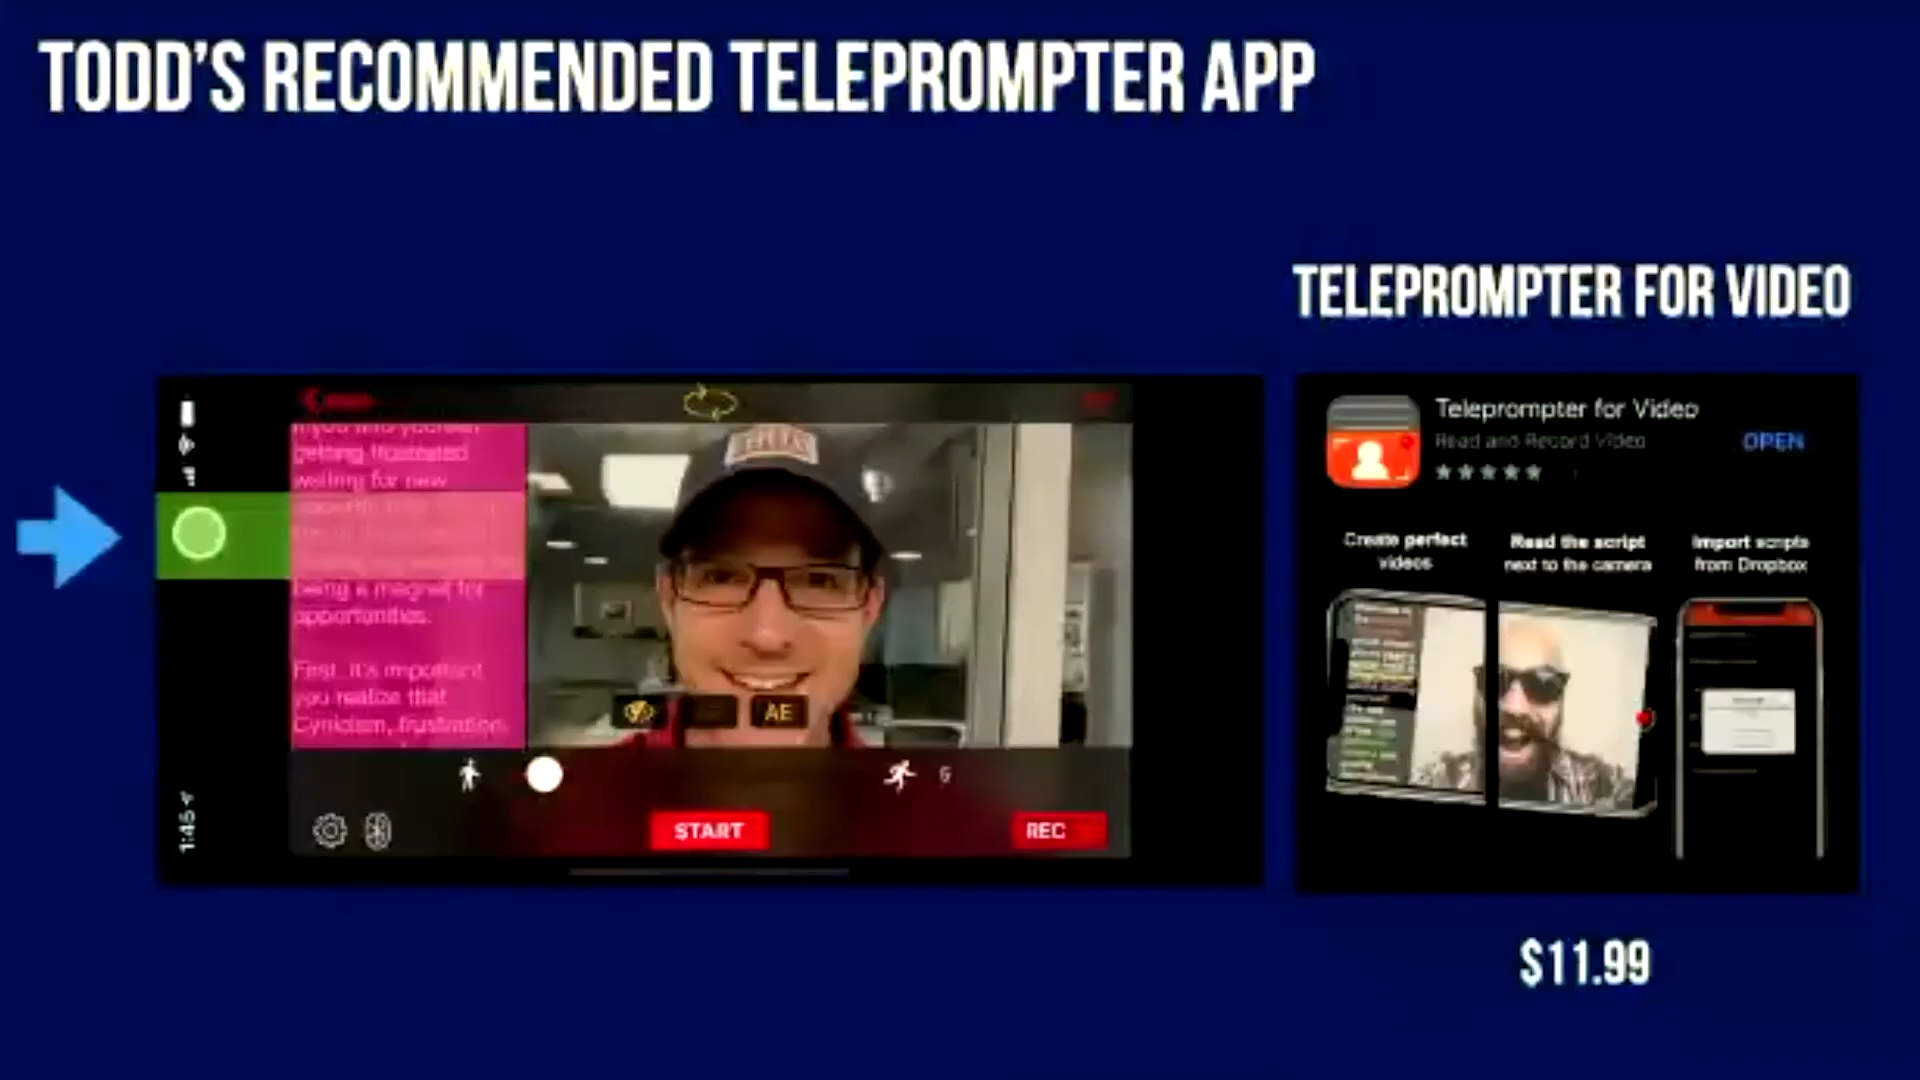 TODD'S RECOMMENDED TELEPROMPTER APP
TELEPROMPTER FOR VIDEO
getting frustrated
waiting for new
being a magnet for
opportunities.
First, it's important
you realize that
Cynicism, frustration,
AE
START
REC
1:45
Teleprompter for Video
Read and Record Video
OPEN
Create perfect
videos
Read the script
next to the camera
Import scripts
from Dropbox
$11.99